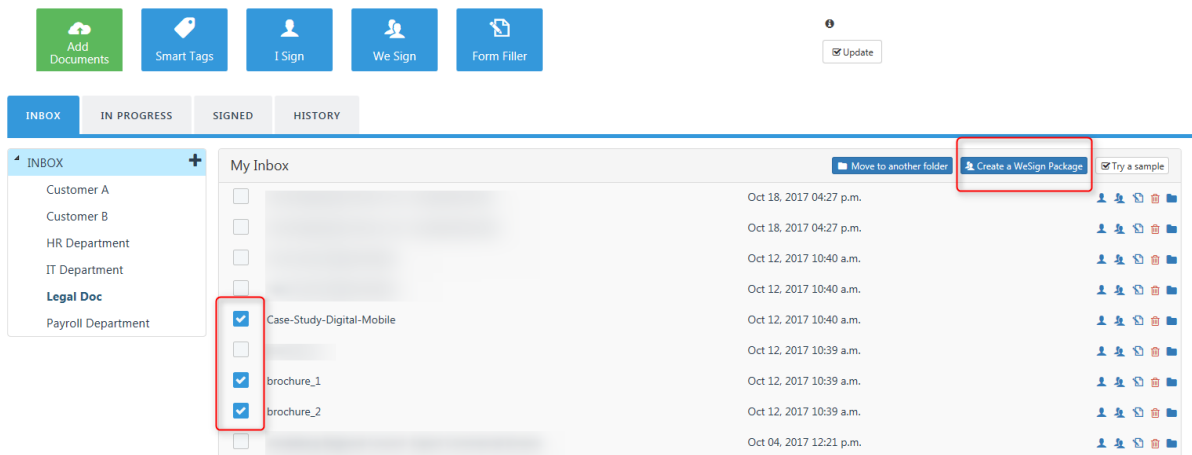 Add
Documents
Smart Tags
I Sign
We Sign
Form Filler
Update
INBOX
IN PROGRESS
SIGNED
HISTORY
INBOX
Customer A
Customer B
HR Department
IT Department
Legal Doc
Payroll Department
My Inbox
Move to another folder
Create a WeSign Package
Try a sample
Oct 18, 2017 04:27 p.m.
Oct 18, 2017 04:27 p.m.
Oct 12, 2017 10:40 a.m.
Oct 12, 2017 10:40 a.m.
Case-Study-Digital-Mobile Oct 12, 2017 10:40 a.m.
Oct 12, 2017 10:39 a.m.
brochure_1 Oct 12, 2017 10:39 a.m.
brochure_2 Oct 12, 2017 10:39 a.m.
Oct 04, 2017 12:21 p.m.